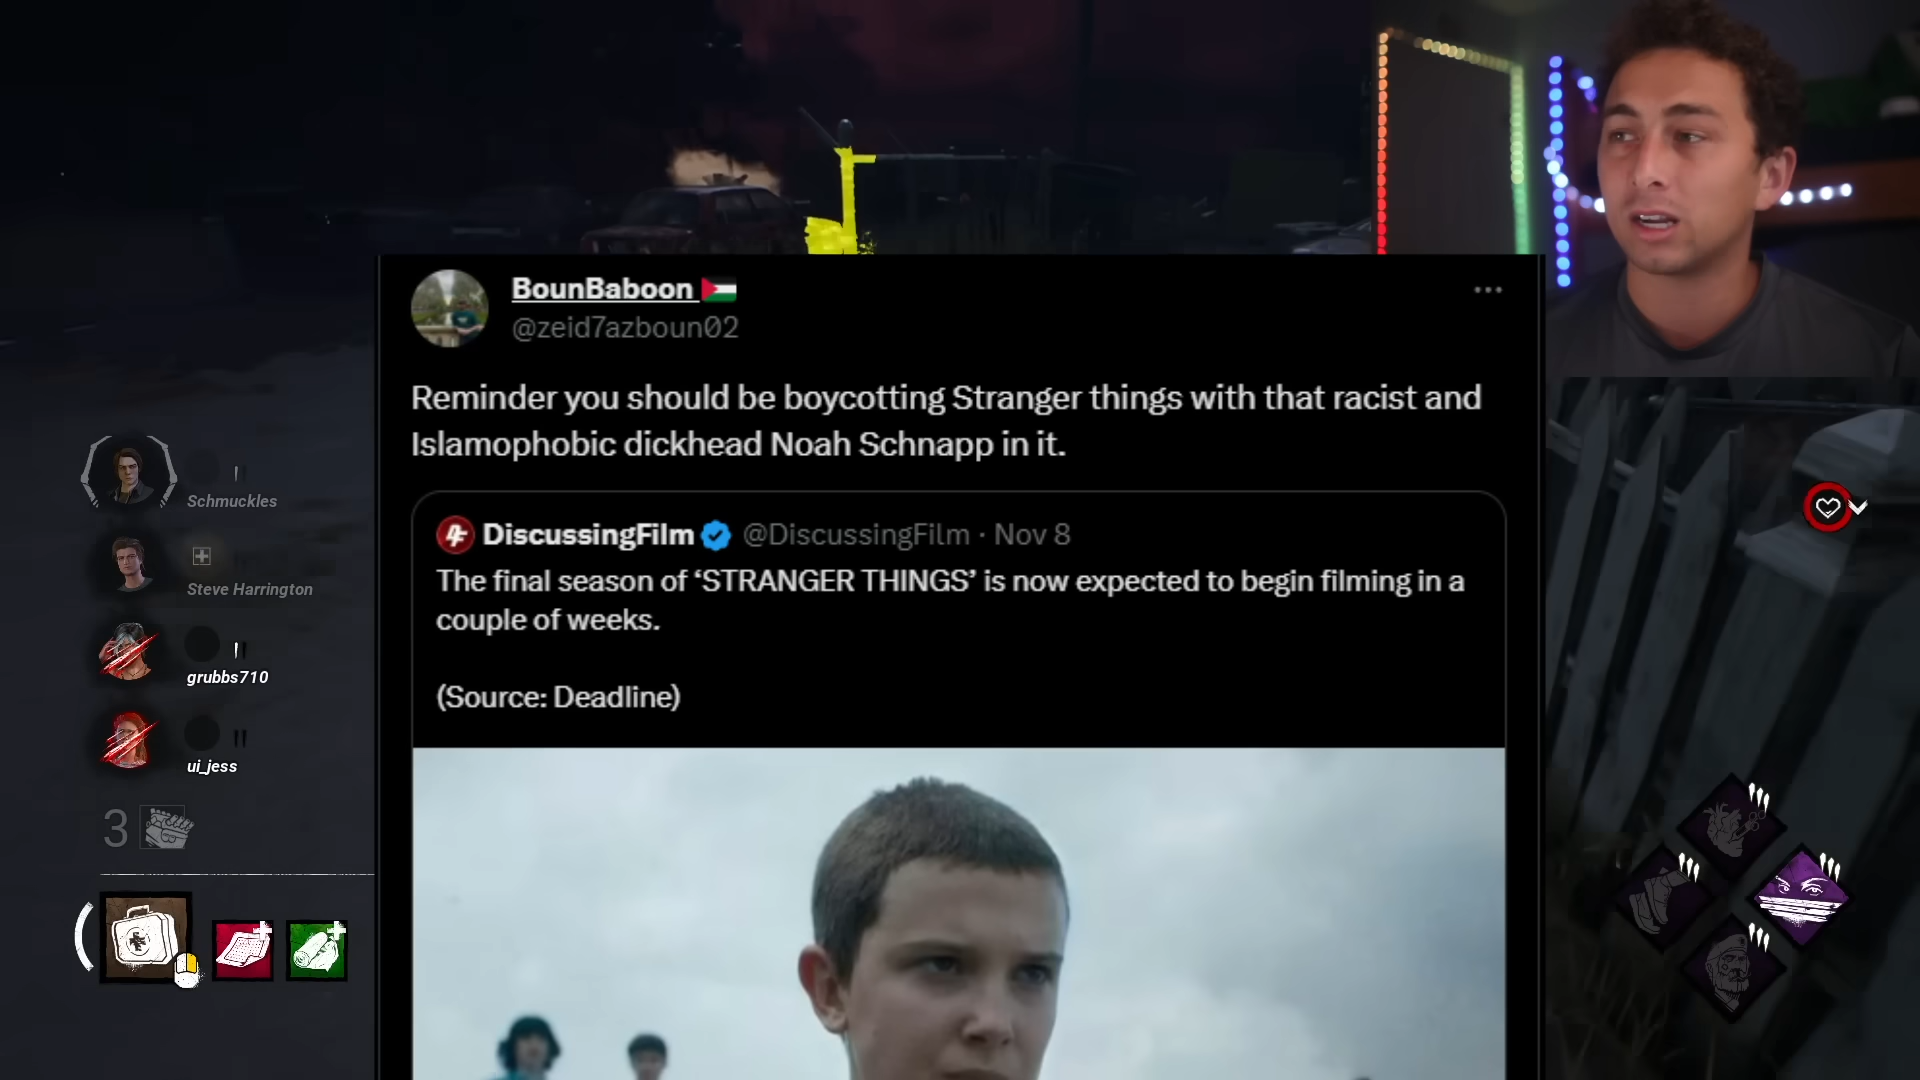 BounBaboon
@zeid7azboun02
Reminder you should be boycotting Stranger things with that racist and
Islamophobic dickhead Noah Schnapp in it.
DiscussingFilm @DiscussingFilm · Nov 8
The final season of ‘STRANGER THINGS’ is now expected to begin filming in a
couple of weeks.
(Source: Deadline)
Schmuckles
Steve Harrington
grubbs710
ui_jess
3